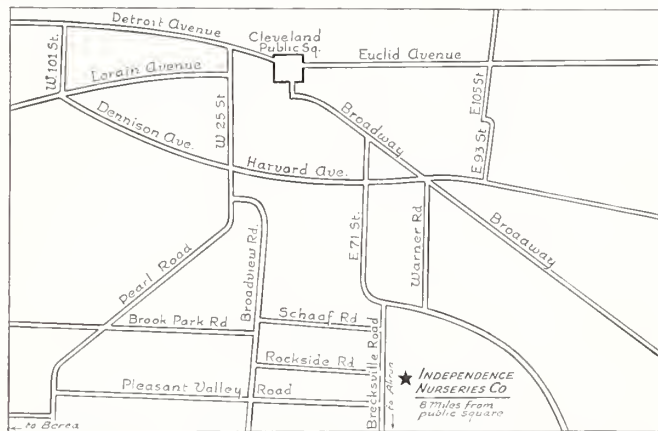 Detroit Avenue
Cleveland
Public Sq.
Euclid Avenue
W 101 St.
Lorain Avenue
W 25 St
Broadway
E 105 St
E 93 St.
Dennison
Ave.
Harvard Ave.
E 71 St.
Warner Rd.
Broadway
Pearl Road
Broadview Rd.
Brook Park Rd
Schaaf Rd
Rockside Rd.
Brecksville Road
Pleasant Valley Road
to Akron
INDEPENDENCE
NURSERIES CO
8 Miles from
public square
to Berea